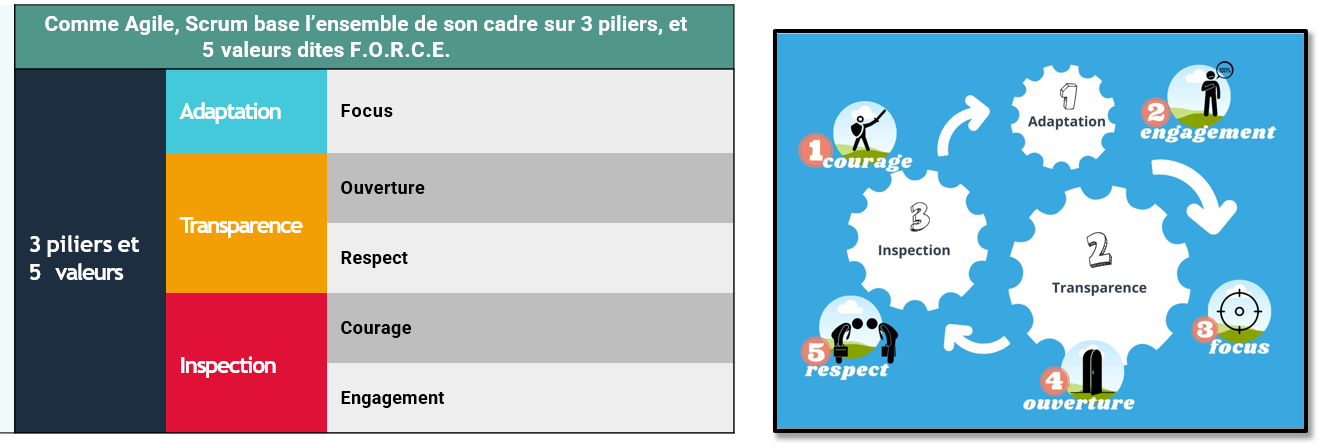 Comme Agile, Scrum base l’ensemble de son cadre sur 3 piliers, et
5 valeurs dites F.O.R.C.E.
3 piliers et
5 valeurs
Adaptation
Focus
Transparence
Ouverture
Respect
Inspection
Courage
Engagement
1
Adaptation
100%
2
engagement
1
courage
3
Inspection
2
Transparence
3
focus
5
respect
4
ouverture